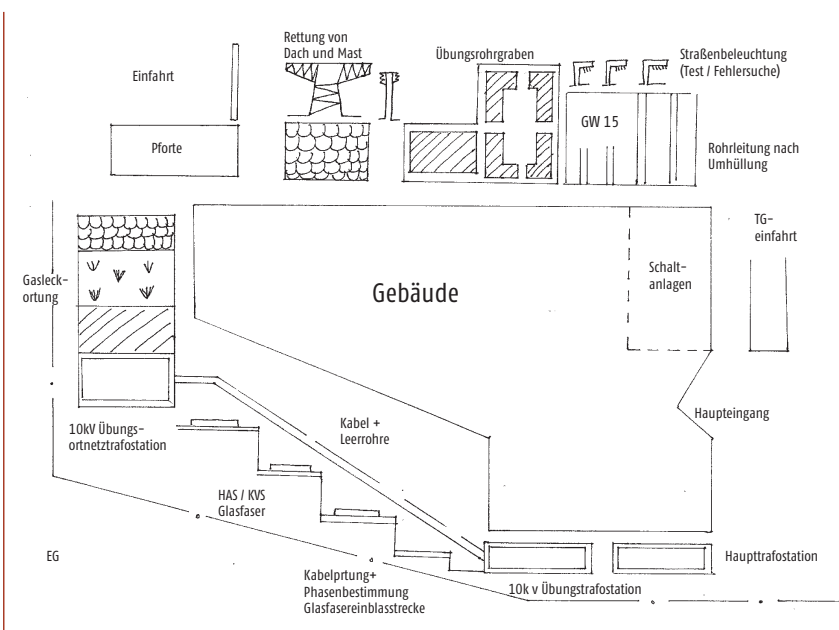 Rettung von
Dach und Mast
Übungsrohrgraben
Straßenbeleuchtung
(Test / Fehlersuche)
Einfahrt
GW 15
Pforte
Rohrleitung nach
Umhüllung
TG-
einfahrt
Gasleck-
ortung
Schalt-
anlagen
Gebäude
Haupteingang
Kabel +
Leerrohre
10kV Übungs-
ortnetztrafostation
HAS / KVS
Glasfaser
EG
Haupttrafostation
Kabelprtung+
Phasenbestimmung
Glasfasereinblasstrecke
10k v Übungstrafostation